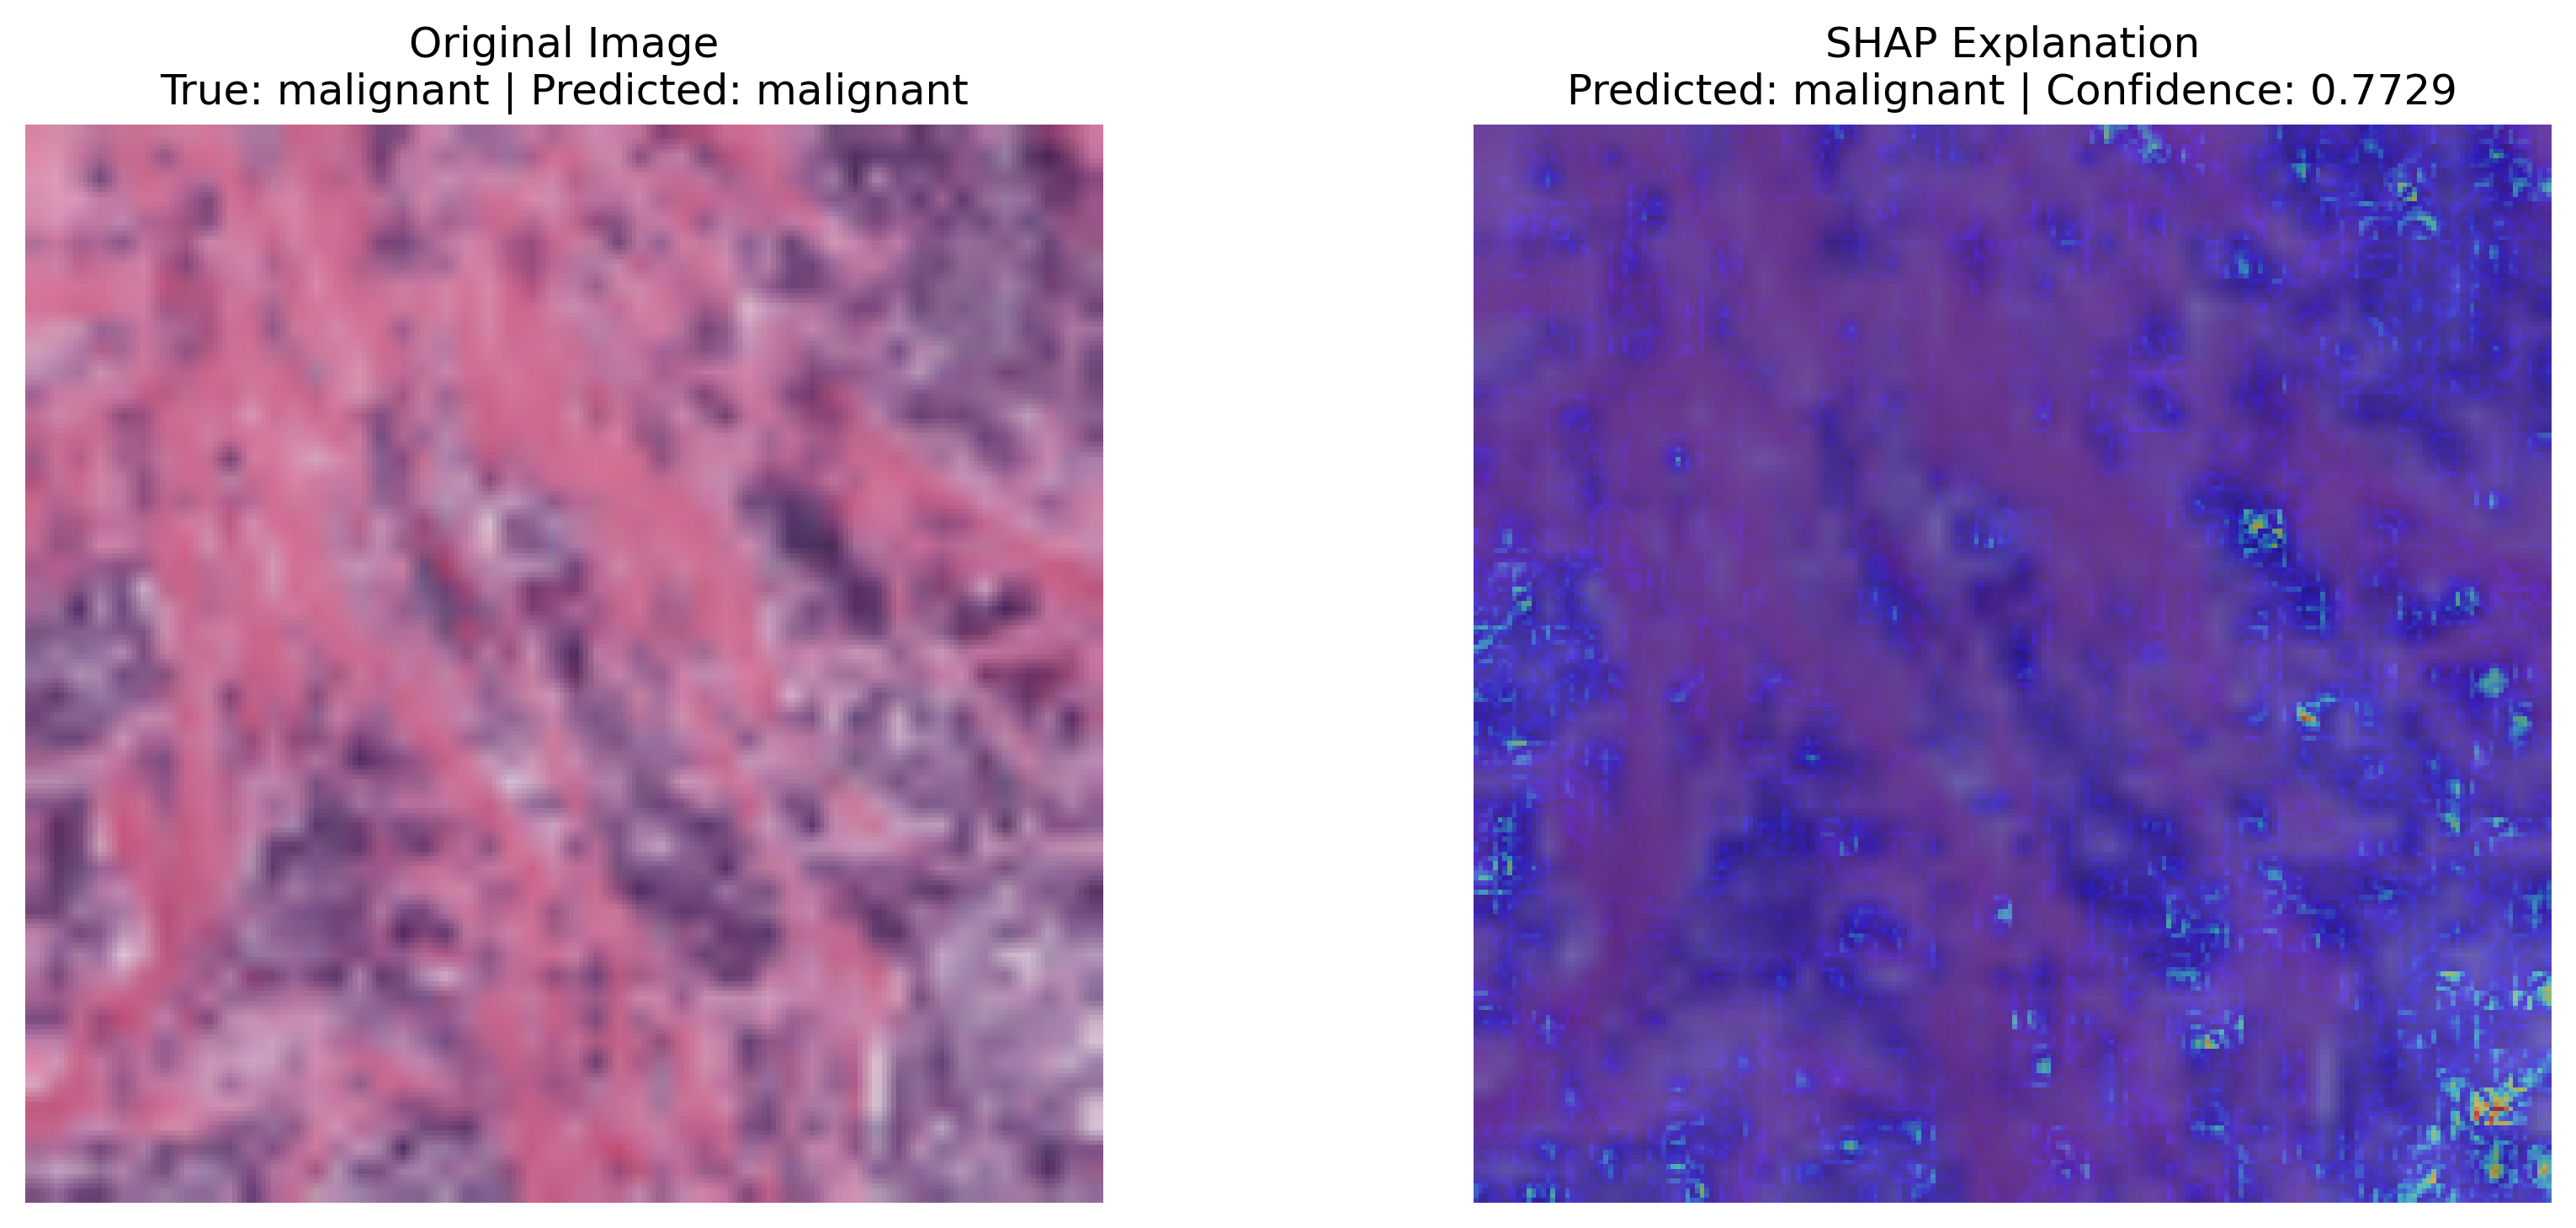 Original Image
True: malignant | Predicted: malignant
SHAP Explanation
Predicted: malignant | Confidence: 0.7729